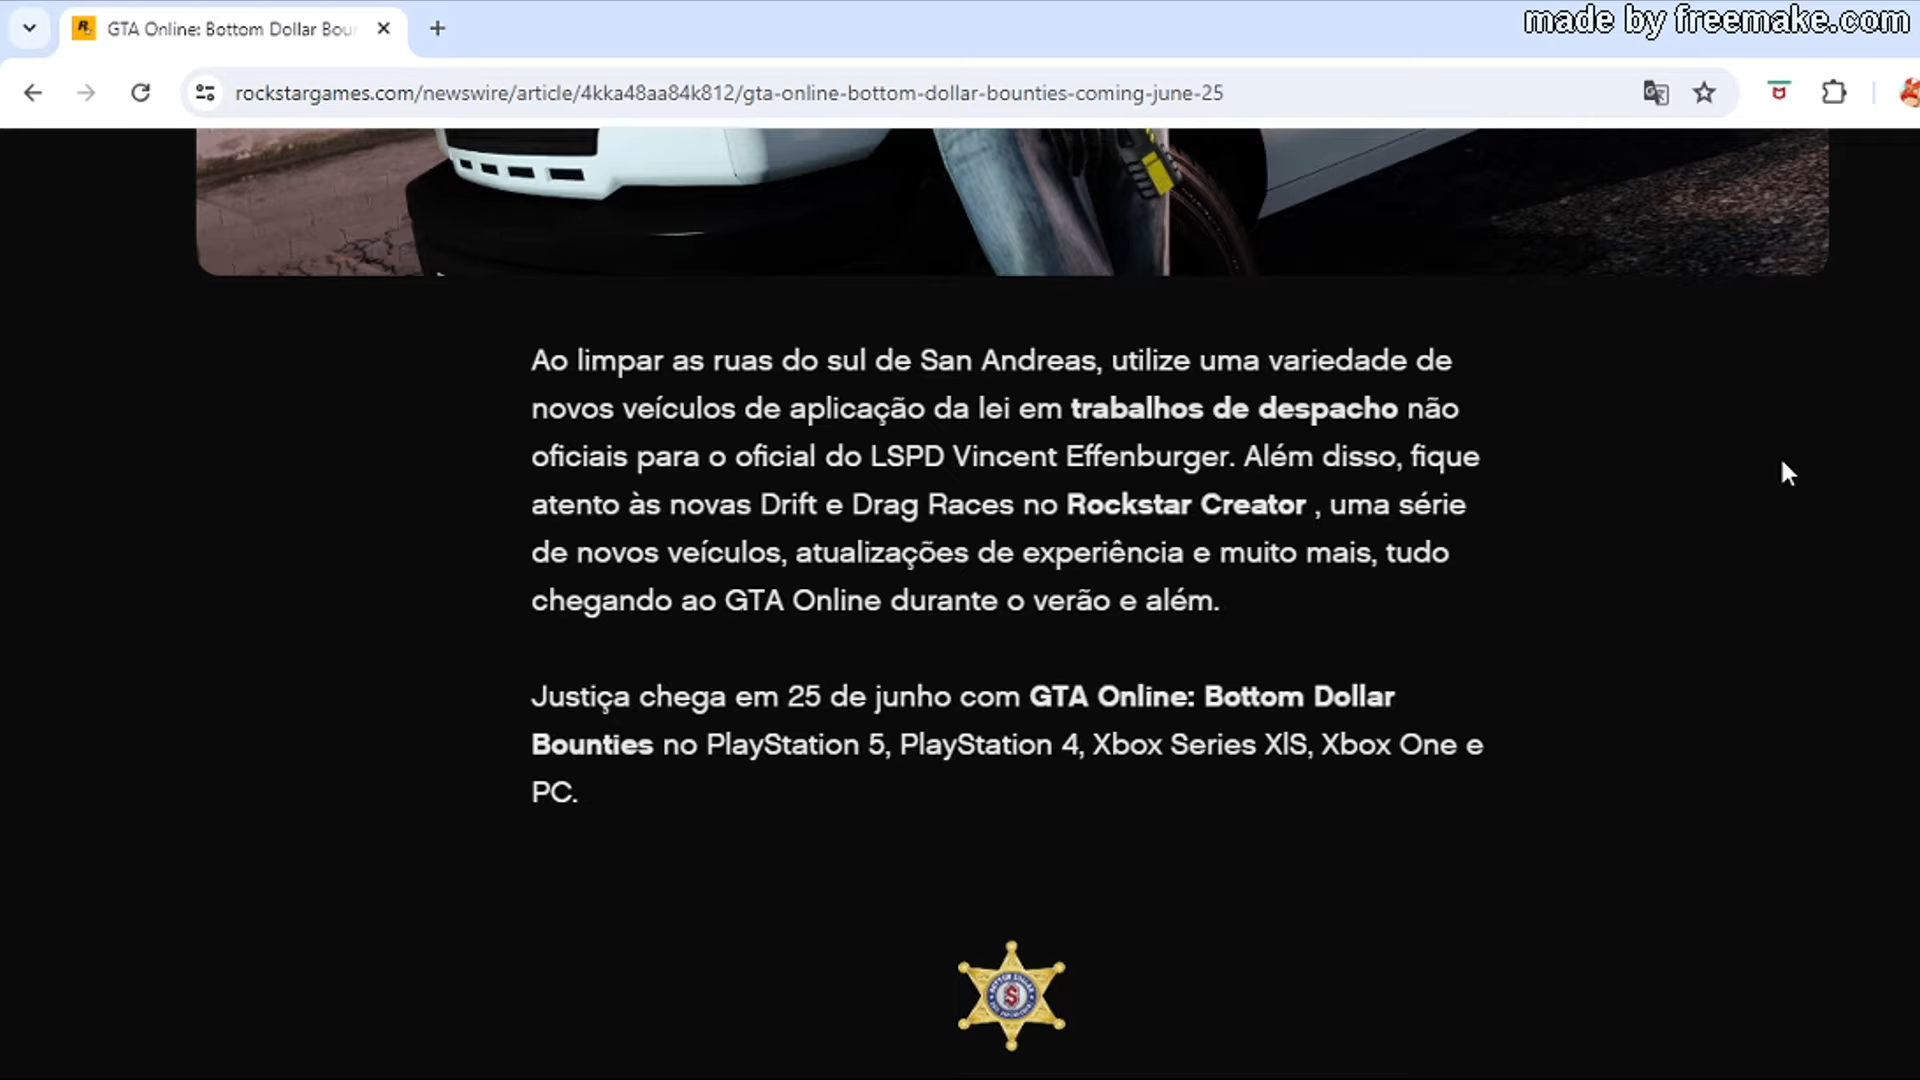 made by freemake.com
GTA Online: Bottom Dollar Bou
rockstargames.com/newswire/article/4kka48aa84k812/gta-online-bottom-dollar-bounties-coming-june-25
Ao limpar as ruas do sul de San Andreas, utilize uma variedade de
novos veículos de aplicação da lei em trabalhos de despacho não
oficiais para o oficial do LSPD Vincent Effenburger. Além disso, fique
atento às novas Drift e Drag Races no Rockstar Creator , uma série
de novos veículos, atualizações de experiência e muito mais, tudo
chegando ao GTA Online durante o verão e além.
Justiça chega em 25 de junho com GTA Online: Bottom Dollar
Bounties no PlayStation 5, PlayStation 4, Xbox Series X|S, Xbox One e
PC.